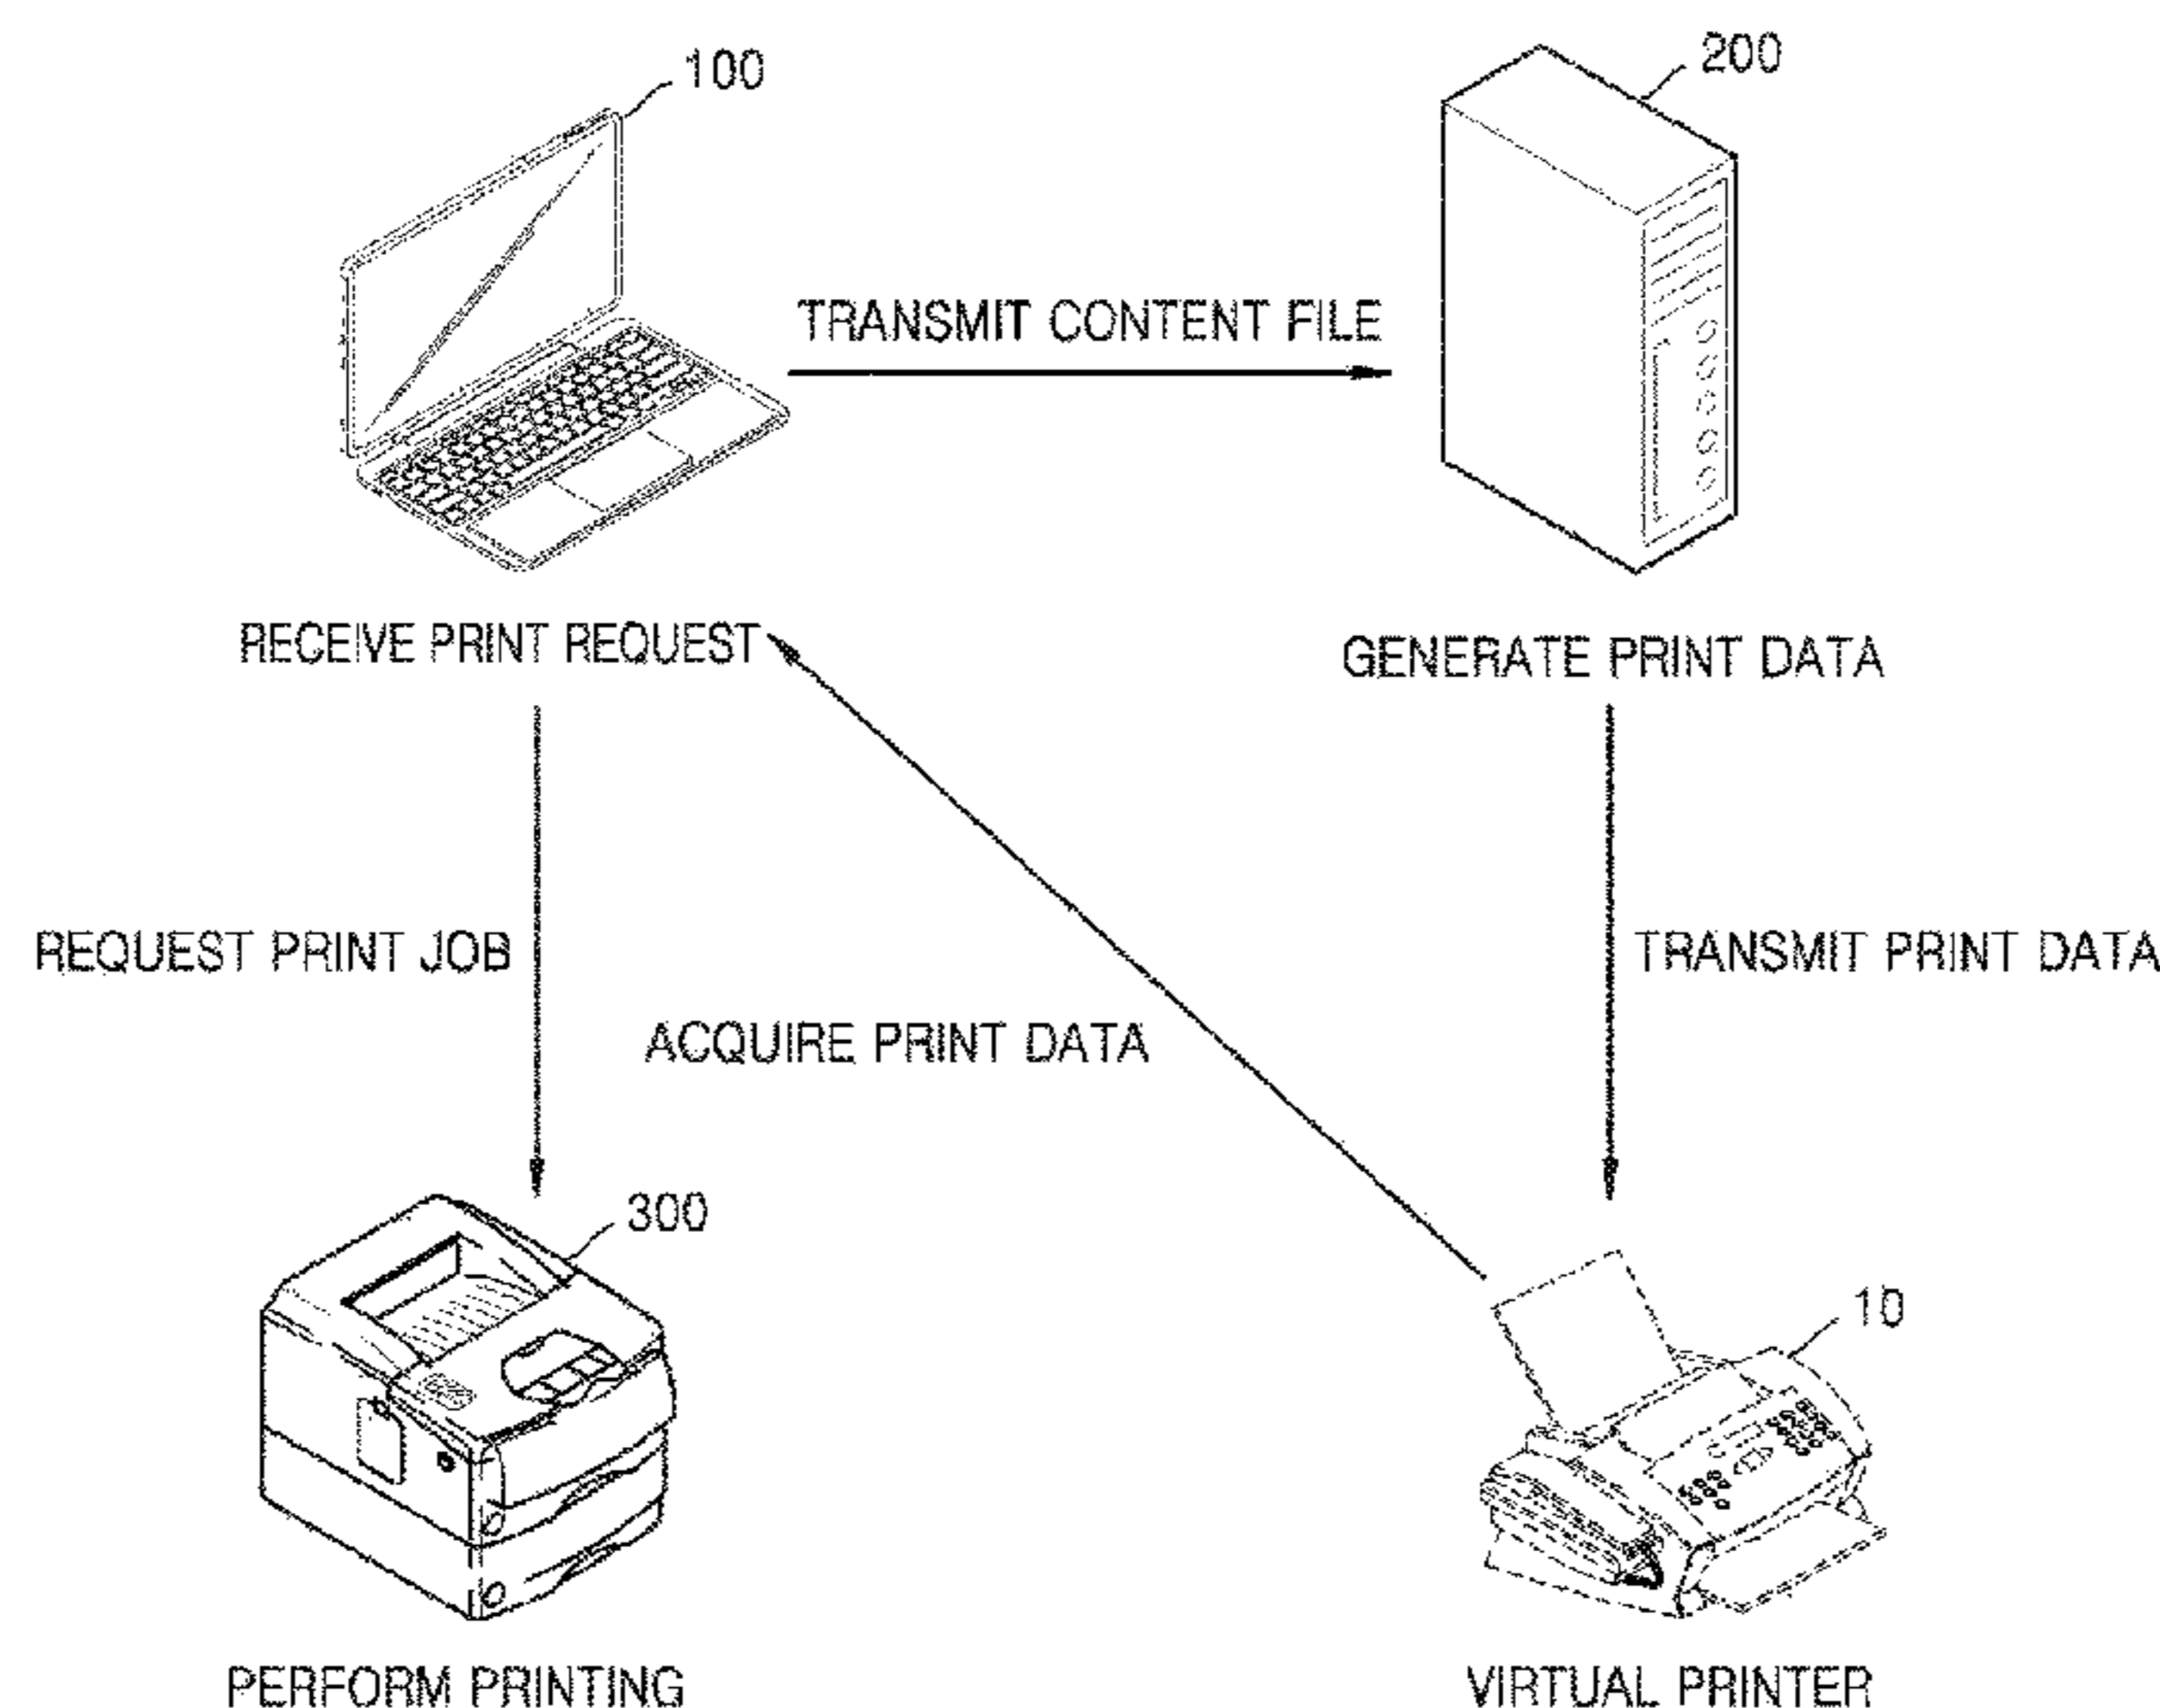 100
200
TRANSMIT CONTENT FILE
RECEIVE PRINT REQUEST
GENERATE PRINT DATA
REQUEST PRINT JOB
TRANSMIT PRINT DATA
ACQUIRE PRINT DATA
300
10
PERFORM PRINTING
VIRTUAL PRINTER